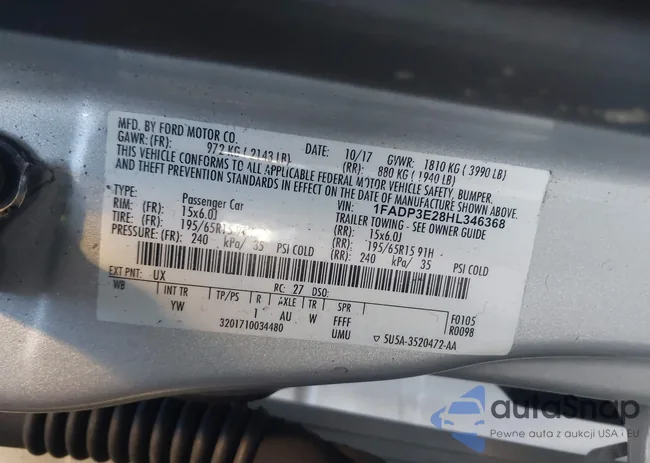 MFD. BY FORD MOTOR CO.
DATE: 10/17 GVWR: 1810 KG ( 3990 LB)
GAWR: (FR): 972 KG ( 2143 LB) (RR): 880 KG ( 1940 LB)
THIS VEHICLE CONFORMS TO ALL APPLICABLE FEDERAL MOTOR VEHICLE SAFETY, BUMPER,
AND THEFT PREVENTION STANDARDS IN EFFECT ON THE DATE OF MANUFACTURE SHOWN ABOVE.
VIN: 1FADP3E28HL346368
TYPE: Passenger Car TRAILER TOWING - SEE OWNER GUIDE
RIM: (FR): 15x6.0J (RR): 15x6.0J
TIRE: (FR): 195/65R15 (RR): 195/65R15 91H
PRESSURE: (FR): 240 kPa/ 35 PSI COLD (RR): 240 kPa/ 35 PSI COLD
EXT PNT: UX RC: 27 DSO:
WB INT TR TP/PS R AXLE TR SPR
YW 1 AU W FFFF
UMU
F0105
R0098
3201710034480
▽ 5U5A-3520472-AA
autoSnap
Pewne auta z aukcji USA i EU